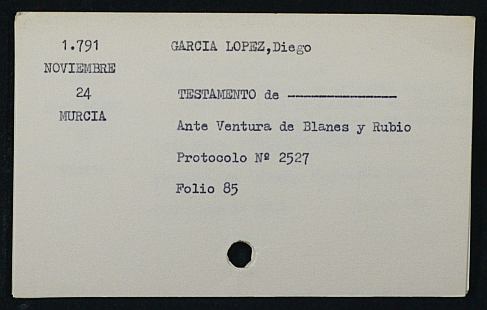 1.791
NOVIEMBRE
24
MURCIA
GARCIA LOPEZ,Diego
TESTAMENTO de ----------------
Ante Ventura de Blanes y Rubio
Protocolo Nº 2527
Folio 85